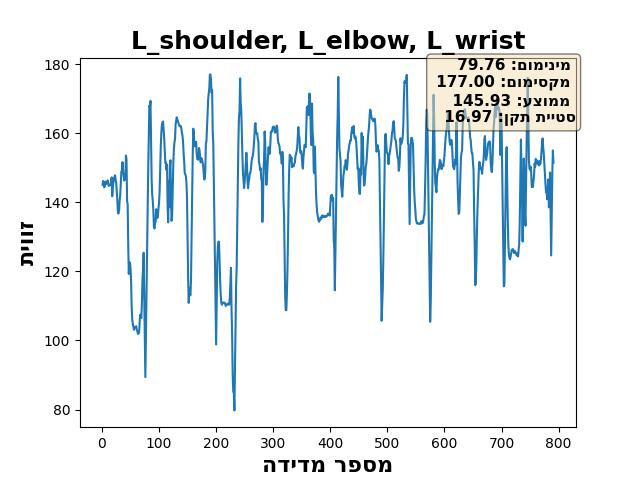 L_shoulder, L_elbow, L_wrist
מינימום: 79.76
מקסימום: 177.00
ממוצע: 145.93
סטיית תקן: 16.97
180
160
140
120
100
80
זווית
0 100 200 300 400 500 600 700 800
מספר מדידה